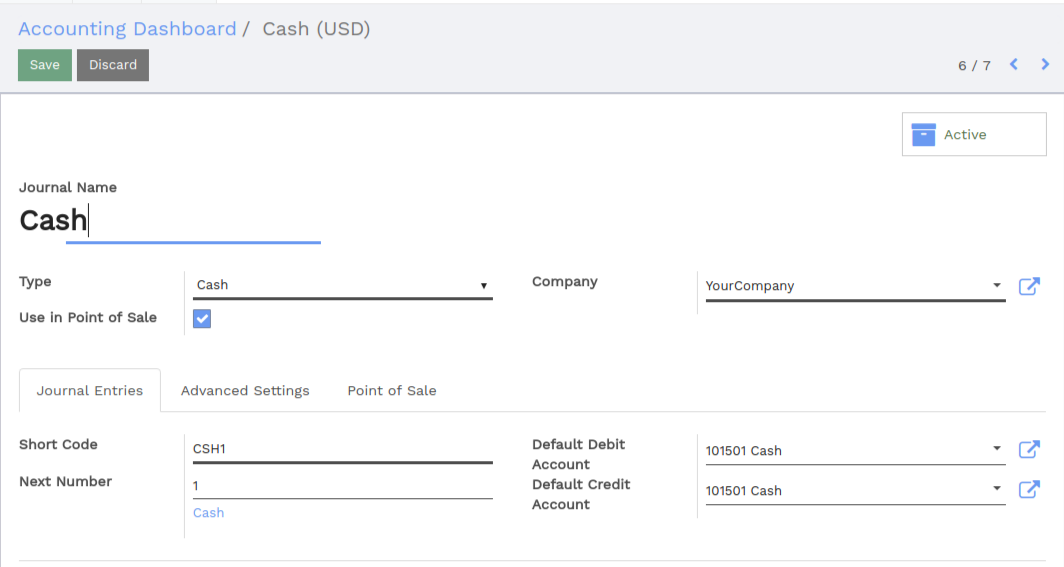 Accounting Dashboard / Cash (USD)
Save Discard 6 / 7
Active
Journal Name
Cash
Type Cash Company YourCompany
Use in Point of Sale
Journal Entries Advanced Settings Point of Sale
Short Code CSH1 Default Debit Account 101501 Cash
Next Number 1 Default Credit Account 101501 Cash
Cash